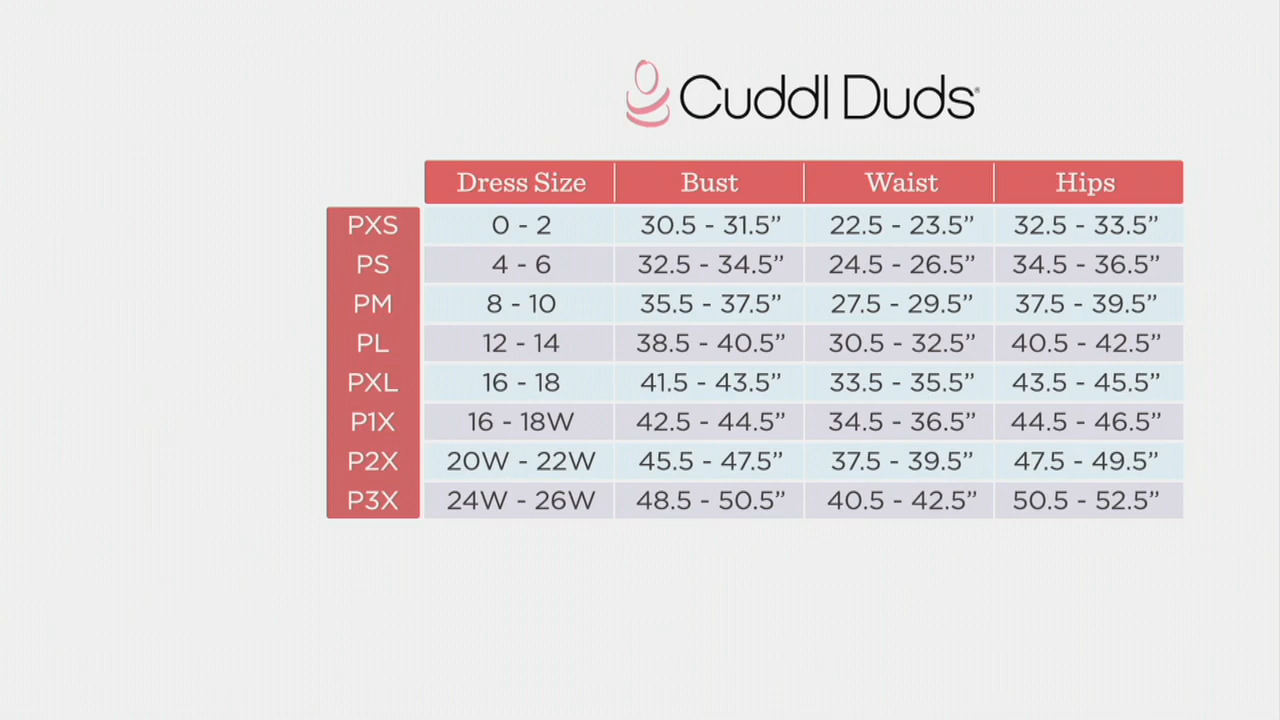 Cuddl Duds®
Dress Size Bust Waist Hips
PXS 0 - 2 30.5 - 31.5” 22.5 - 23.5” 32.5 - 33.5”
PS 4 - 6 32.5 - 34.5” 24.5 - 26.5” 34.5 - 36.5”
PM 8 - 10 35.5 - 37.5” 27.5 - 29.5” 37.5 - 39.5”
PL 12 - 14 38.5 - 40.5” 30.5 - 32.5” 40.5 - 42.5”
PXL 16 - 18 41.5 - 43.5” 33.5 - 35.5” 43.5 - 45.5”
P1X 16 - 18W 42.5 - 44.5” 34.5 - 36.5” 44.5 - 46.5”
P2X 20W - 22W 45.5 - 47.5” 37.5 - 39.5” 47.5 - 49.5”
P3X 24W - 26W 48.5 - 50.5” 40.5 - 42.5” 50.5 - 52.5”